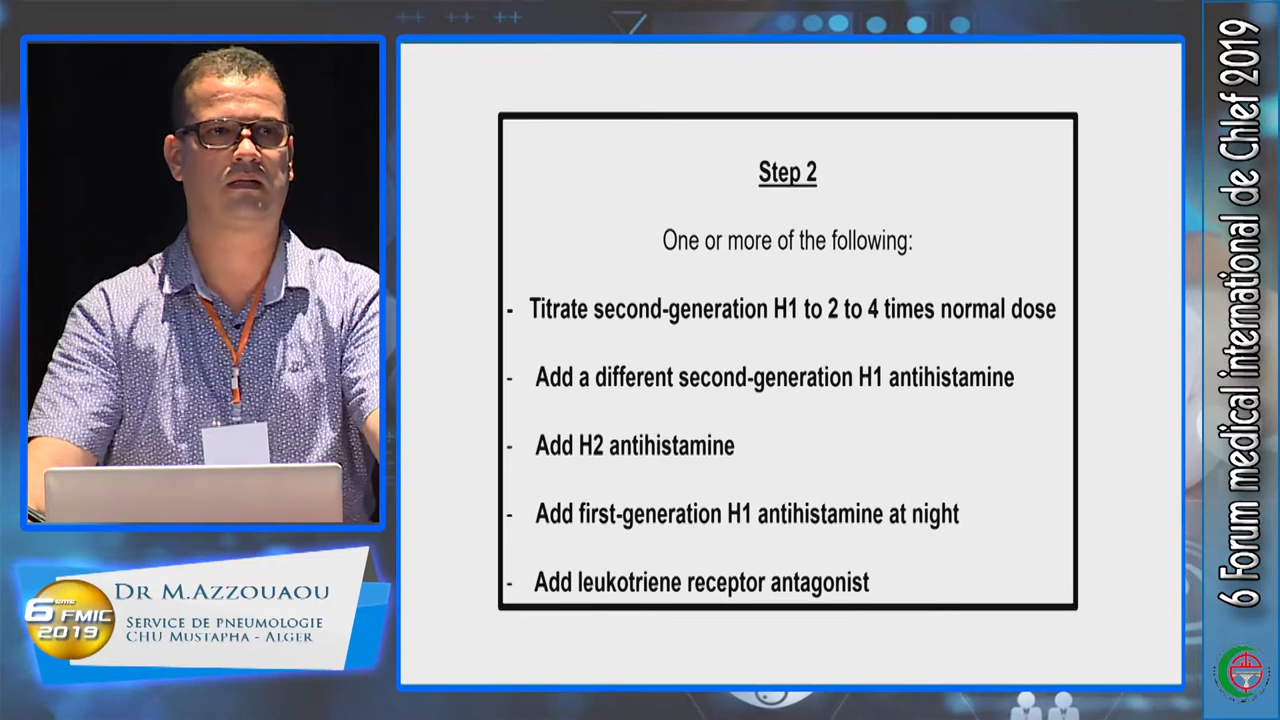 Step 2
One or more of the following:
- Titrate second-generation H1 to 2 to 4 times normal dose
- Add a different second-generation H1 antihistamine
- Add H2 antihistamine
- Add first-generation H1 antihistamine at night
- Add leukotriene receptor antagonist
DR M.AZZOUAOU
SERVICE DE PNEUMOLOGIE
CHU MUSTAPHA - ALGER
6EME FMIC
2019
6 Forum medical international de Chlef 2019